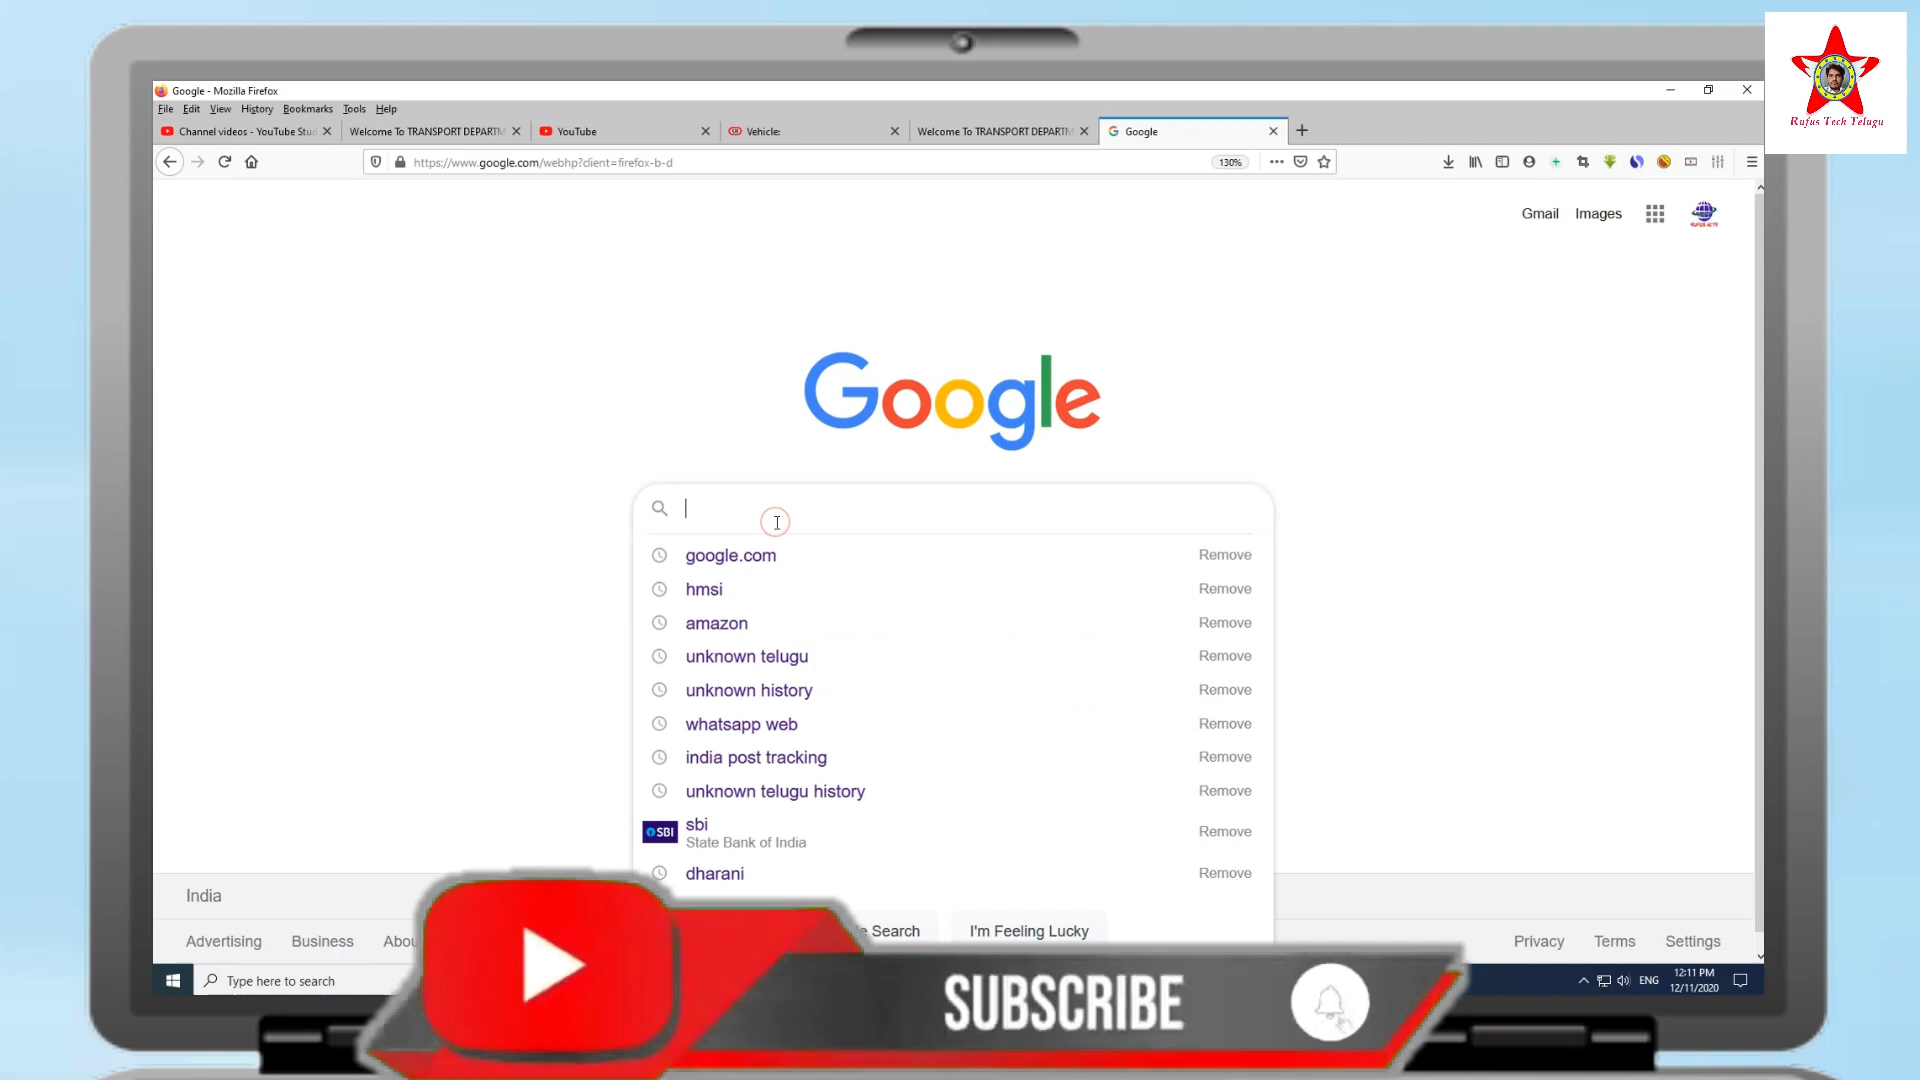 Google - Mozilla Firefox
File Edit View History Bookmarks Tools Help
Channel videos - YouTube Stud Welcome To TRANSPORT DEPARTM YouTube Vehicle: Welcome To TRANSPORT DEPARTM Google
https://www.google.com/webhp?client=firefox-b-d 130%
Rufus Tech Telugu
Gmail Images
Google
google.com Remove
hmsi Remove
amazon Remove
unknown telugu Remove
unknown history Remove
whatsapp web Remove
india post tracking Remove
unknown telugu history Remove
SBI sbi Remove
State Bank of India
dharani Remove
Search I'm Feeling Lucky
India
Advertising Business Abou Privacy Terms Settings
Type here to search ENG 12:11 PM
12/11/2020
SUBSCRIBE